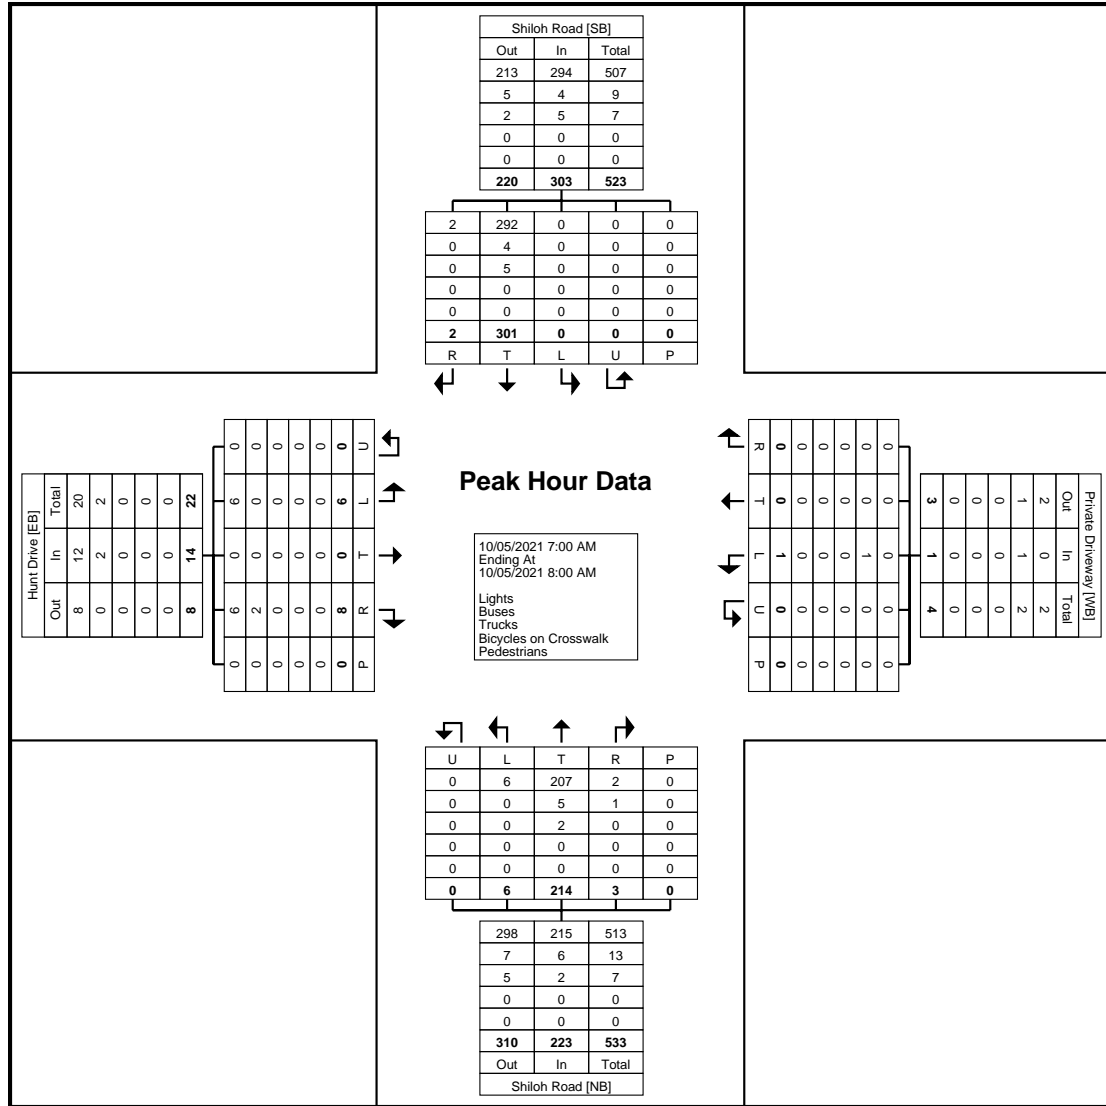 Shiloh Road [SB]
Out In Total
213 294 507
5 4 9
2 5 7
0 0 0
0 0 0
220 303 523
2 292 0 0 0
0 4 0 0 0
0 5 0 0 0
0 0 0 0 0
0 0 0 0 0
2 301 0 0 0
R T L U P
Hunt Drive [EB]
Out In Total
8 12 20
0 2 2
0 0 0
0 0 0
0 0 0
8 14 22
0 6 0 6 0
0 0 0 2 0
0 0 0 0 0
0 0 0 0 0
0 0 0 0 0
0 6 0 8 0
U L T R P
Peak Hour Data
10/05/2021 7:00 AM
Ending At
10/05/2021 8:00 AM
Lights
Buses
Trucks
Bicycles on Crosswalk
Pedestrians
R T L U P
0 0 1 0 0
0 0 0 0 0
0 0 0 0 0
0 0 0 0 0
0 0 1 0 0
0 0 0 0 0
Private Driveway [WB]
Out In Total
2 0 2
1 1 2
0 0 0
0 0 0
0 0 0
3 1 4
U L T R P
0 6 207 2 0
0 0 5 1 0
0 0 2 0 0
0 0 0 0 0
0 0 0 0 0
0 6 214 3 0
298 215 513
7 6 13
5 2 7
0 0 0
0 0 0
310 223 533
Out In Total
Shiloh Road [NB]